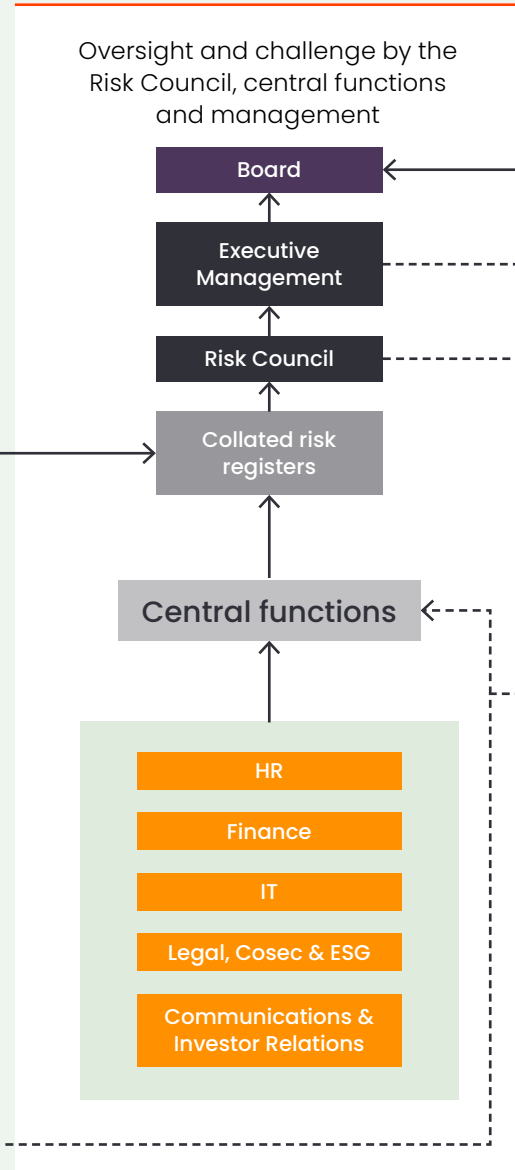 Oversight and challenge by the
Risk Council, central functions
and management
Board
Executive
Management
Risk Council
Collated risk
registers
Central functions
HR
Finance
IT
Legal, Cosec & ESG
Communications &
Investor Relations